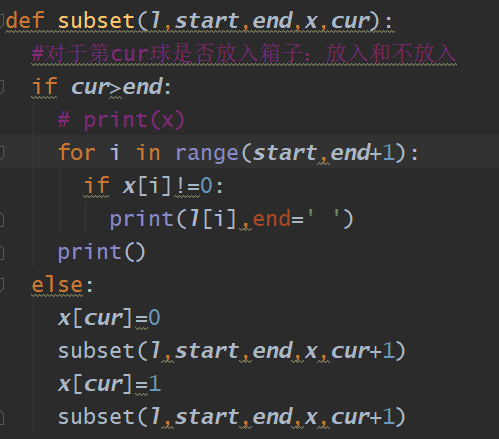 def subset(l,start,end,x,cur):
  #对于第cur球是否放入箱子：放入和不放入
  if cur>end:
    # print(x)
    for i in range(start,end+1):
      if x[i]!=0:
        print(l[i],end=' ')
    print()
  else:
    x[cur]=0
    subset(l,start,end,x,cur+1)
    x[cur]=1
    subset(l,start,end,x,cur+1)